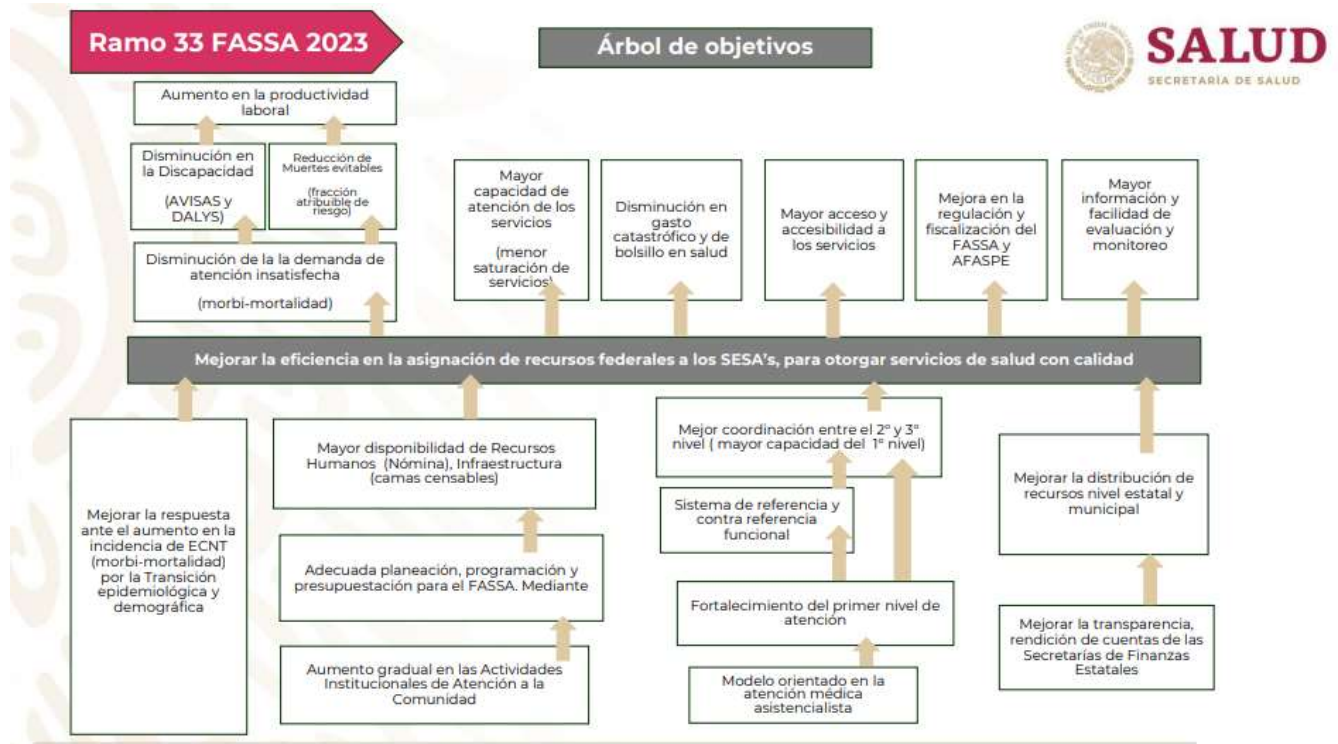 Ramo 33 FASSA 2023
Árbol de objetivos
SALUD
SECRETARÍA DE SALUD
Aumento en la productividad
laboral
Disminución en
la Discapacidad
(AVISAS y
DALYS)
Reducción de
Muertes evitables
(fracción
atribuible de
riesgo)
Disminución de la la demanda de
atención insatisfecha
(morbi-mortalidad)
Mayor
capacidad de
atención de los
servicios
(menor
saturación de
servicios)
Disminución en
gasto
catastrófico y de
bolsillo en salud
Mayor acceso y
accesibilidad a
los servicios
Mejora en la
regulación y
fiscalización del
FASSA y
AFASPE
Mayor
información y
facilidad de
evaluación y
monitoreo
Mejorar la eficiencia en la asignación de recursos federales a los SESA's, para otorgar servicios de salud con calidad
Mejorar la respuesta
ante el aumento en la
incidencia de ECNT
(morbi-mortalidad)
por la Transición
epidemiológica y
demográfica
Mayor disponibilidad de Recursos
Humanos (Nómina), Infraestructura
(camas censables)
Adecuada planeación, programación y
presupuestación para el FASSA. Mediante
Aumento gradual en las Actividades
Institucionales de Atención a la
Comunidad
Mejor coordinación entre el 2º y 3º
nivel ( mayor capacidad del 1º nivel)
Sistema de referencia y
contra referencia
funcional
Fortalecimiento del primer nivel de
atención
Modelo orientado en la
atención médica
asistencialista
Mejorar la distribución de
recursos nivel estatal y
municipal
Mejorar la transparencia,
rendición de cuentas de las
Secretarías de Finanzas
Estatales